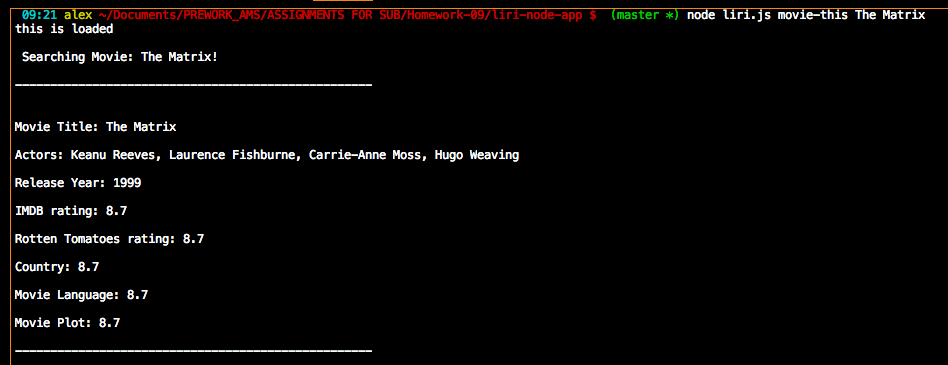 09:21 alex ~/Documents/PREWORK_AMS/ASSIGNMENTS FOR SUB/Homework-09/liri-node-app $ (master *) node liri.js movie-this The Matrix
this is loaded
Searching Movie: The Matrix!
---------------------------------------------------
Movie Title: The Matrix
Actors: Keanu Reeves, Laurence Fishburne, Carrie-Anne Moss, Hugo Weaving
Release Year: 1999
IMDB rating: 8.7
Rotten Tomatoes rating: 8.7
Country: 8.7
Movie Language: 8.7
Movie Plot: 8.7
---------------------------------------------------